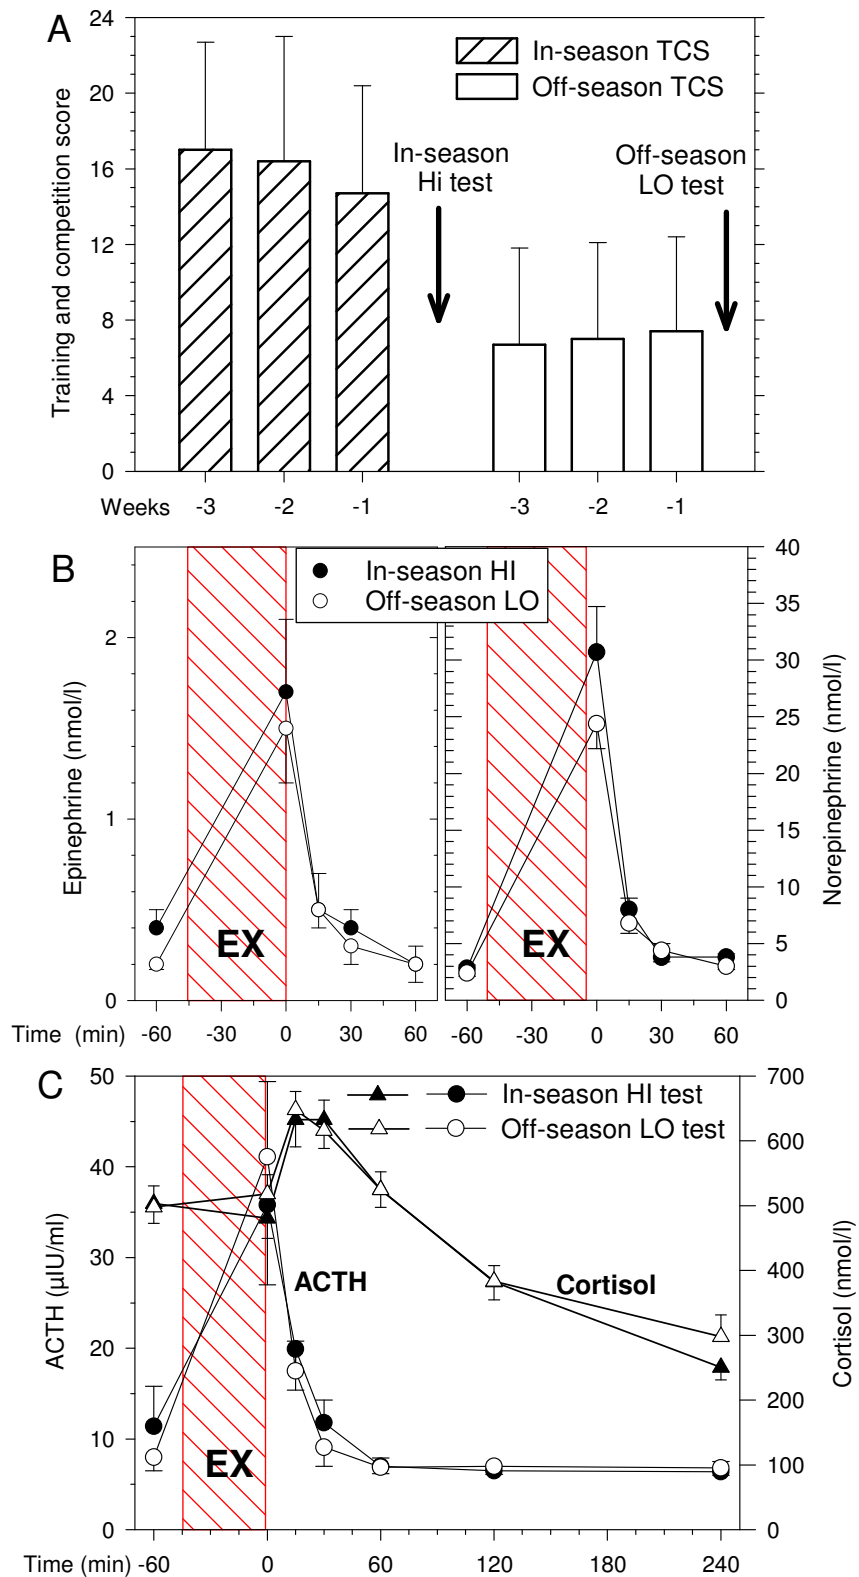 A
24
20
16
12
8
4
0
Training and competition score
In-season TCS
Off-season TCS
In-season
Hi test
Off-season
LO test
Weeks -3 -2 -1 -3 -2 -1
B
In-season HI
Off-season LO
2
1
0
Epinephrine (nmol/l)
EX
EX
40
35
30
25
20
15
10
5
0
Norepinephrine (nmol/l)
Time (min) -60 -30 0 30 60 -60 -30 0 30 60
C
50
40
30
20
10
0
ACTH (µIU/ml)
In-season HI test
Off-season LO test
ACTH
Cortisol
EX
700
600
500
400
300
200
100
0
Cortisol (nmol/l)
Time (min) -60 0 60 120 180 240